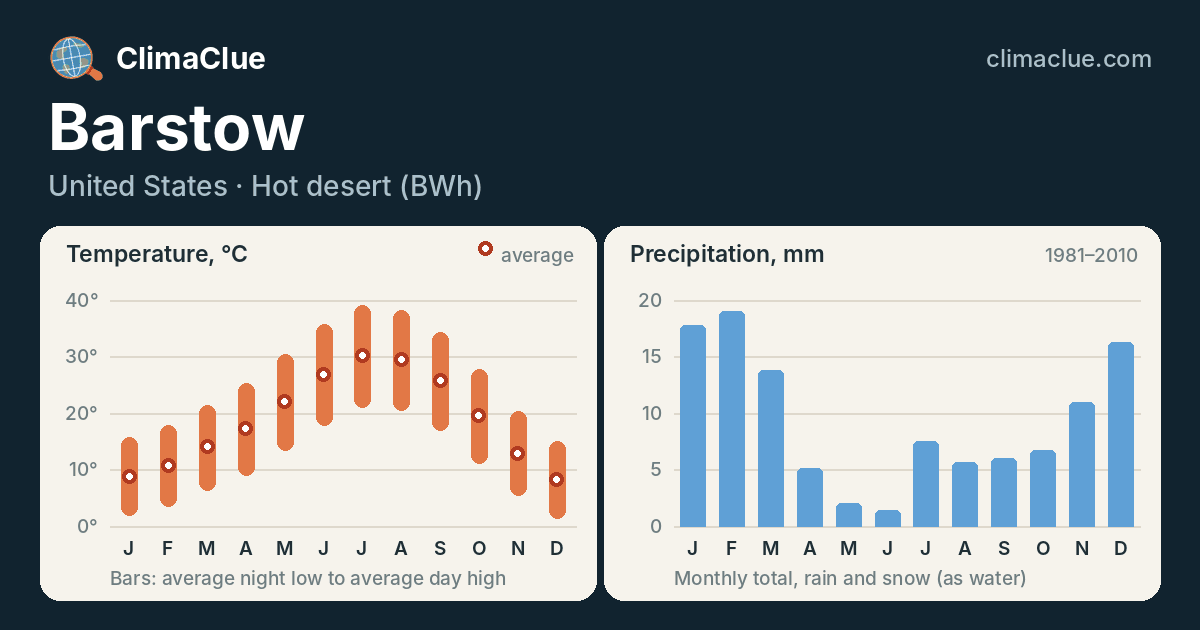 ClimaClue
climaclue.com
Barstow
United States · Hot desert (BWh)
Temperature, °C
average
40°
30°
20°
10°
0°
J F M A M J J A S O N D
Bars: average night low to average day high
Precipitation, mm
1981–2010
20
15
10
5
0
J F M A M J J A S O N D
Monthly total, rain and snow (as water)